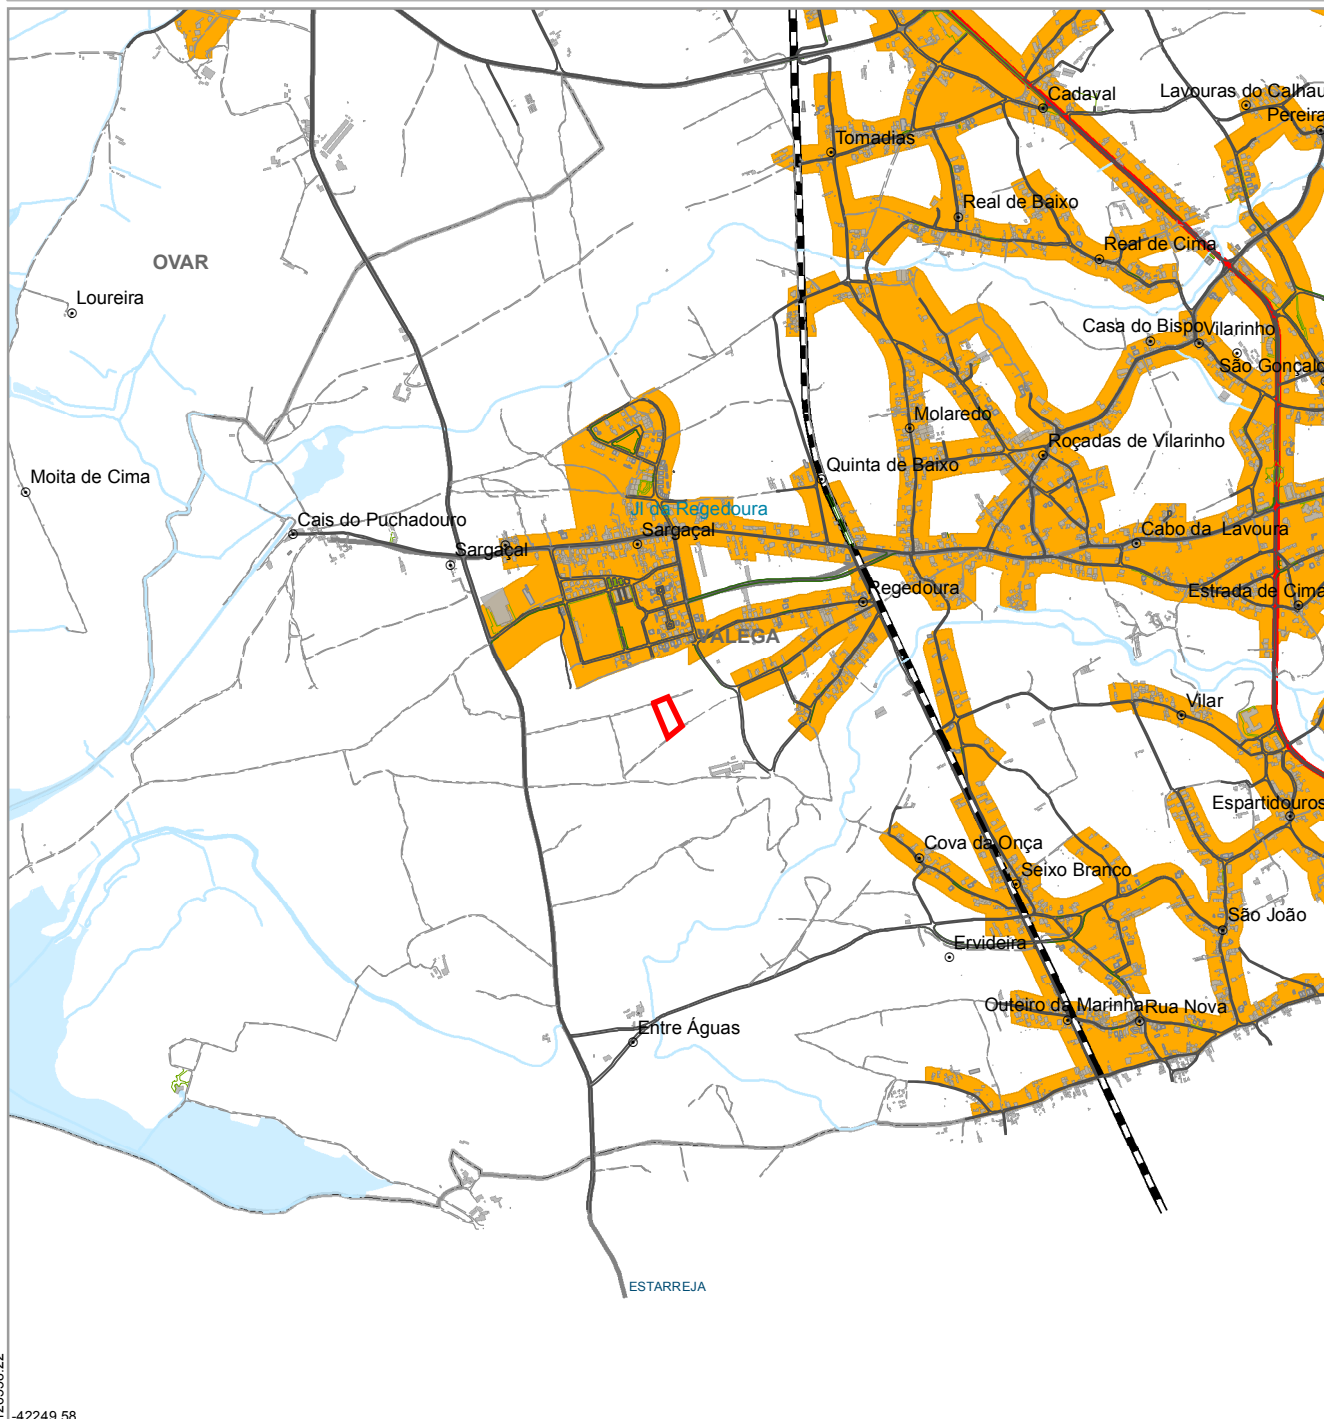 Cadaval
Lavouras do Calhau
Pereira
Tomadias
Real de Baixo
Real de Cima
OVAR
Loureira
Casa do Bispo
Vilarinho
São Gonçalo
Molaredo
Roçadas de Vilarinho
Quinta de Baixo
Moita de Cima
JI da Regedoura
Cais do Puchadouro
Sargaçal
Sargaçal
Cabo da Lavoura
Regedoura
Estrada de Cima
VÁLEGA
Vilar
Espartidouros
Cova da Onça
Seixo Branco
São João
Ervideira
Outeiro da Marinha
Rua Nova
Entre Águas
ESTARREJA
-42249.58